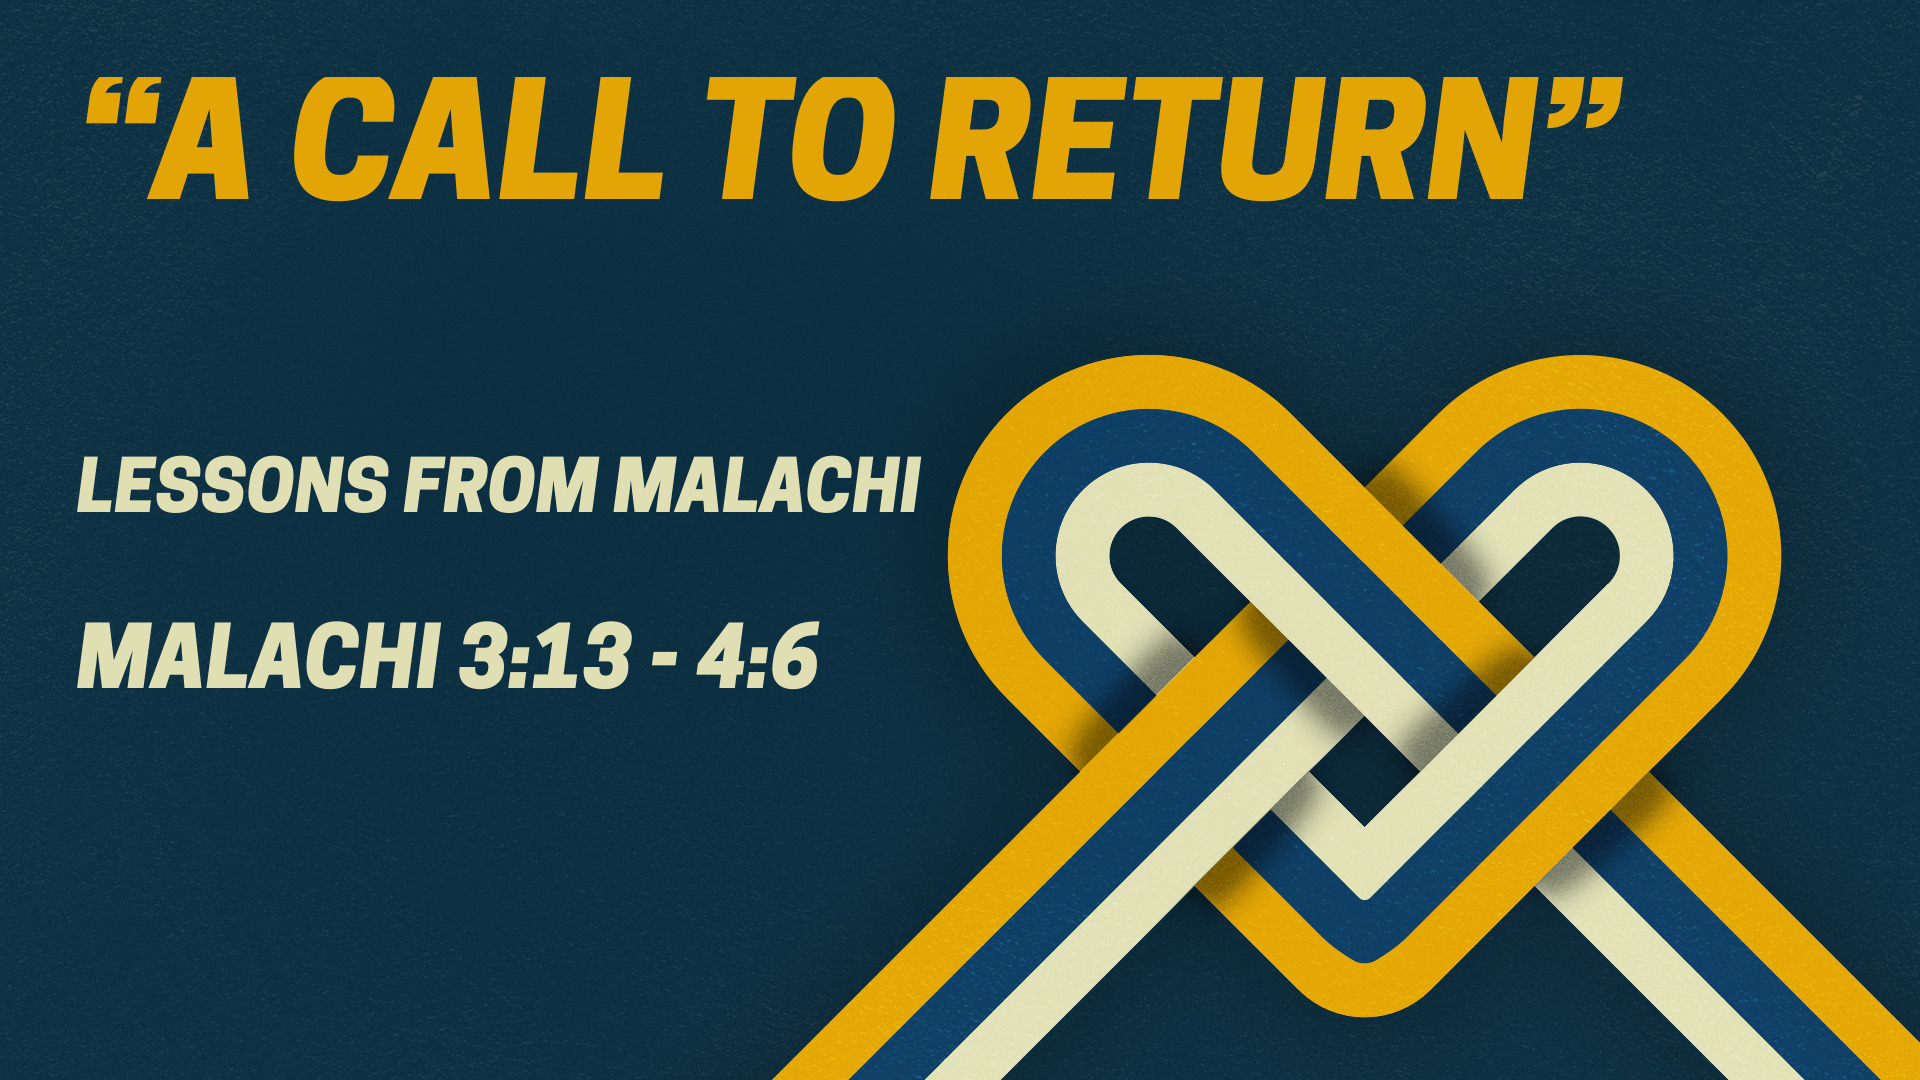 “A CALL TO RETURN”
LESSONS FROM MALACHI
MALACHI 3:13 - 4:6